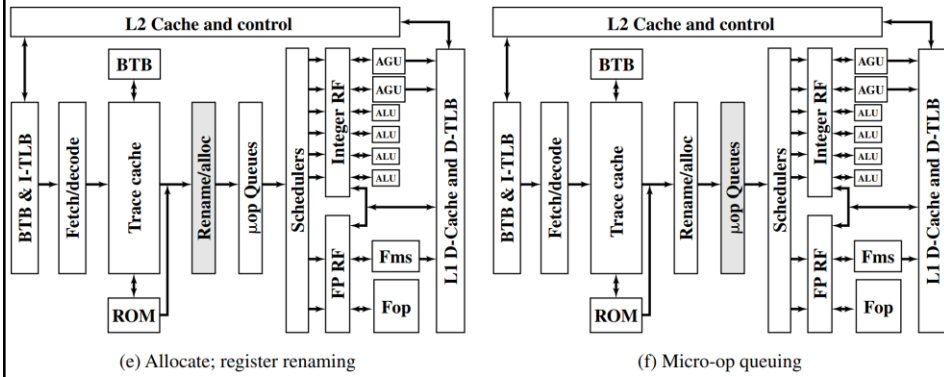 L2 Cache and control
BTB
BTB & I-TLB
Fetch/decode
Trace cache
ROM
Rename/alloc
µop Queues
Schedulers
Integer RF
FP RF
AGU
AGU
ALU
ALU
ALU
ALU
Fms
Fop
L1 D-Cache and D-TLB
(e) Allocate; register renaming
L2 Cache and control
BTB
BTB & I-TLB
Fetch/decode
Trace cache
ROM
Rename/alloc
µop Queues
Schedulers
Integer RF
FP RF
AGU
AGU
ALU
ALU
ALU
ALU
Fms
Fop
L1 D-Cache and D-TLB
(f) Micro-op queuing